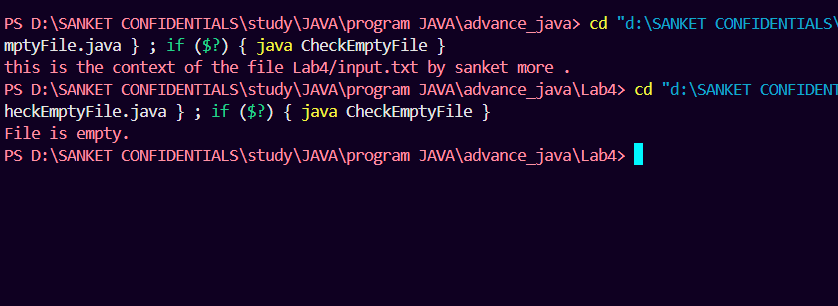 PS D:\SANKET CONFIDENTIALS\study\JAVA\program JAVA\advance_java> cd "d:\SANKET CONFIDENTIALS\
mptyFile.java } ; if ($?) { java CheckEmptyFile }
this is the context of the file Lab4/input.txt by sanket more .
PS D:\SANKET CONFIDENTIALS\study\JAVA\program JAVA\advance_java\Lab4> cd "d:\SANKET CONFIDENT
heckEmptyFile.java } ; if ($?) { java CheckEmptyFile }
File is empty.
PS D:\SANKET CONFIDENTIALS\study\JAVA\program JAVA\advance_java\Lab4>